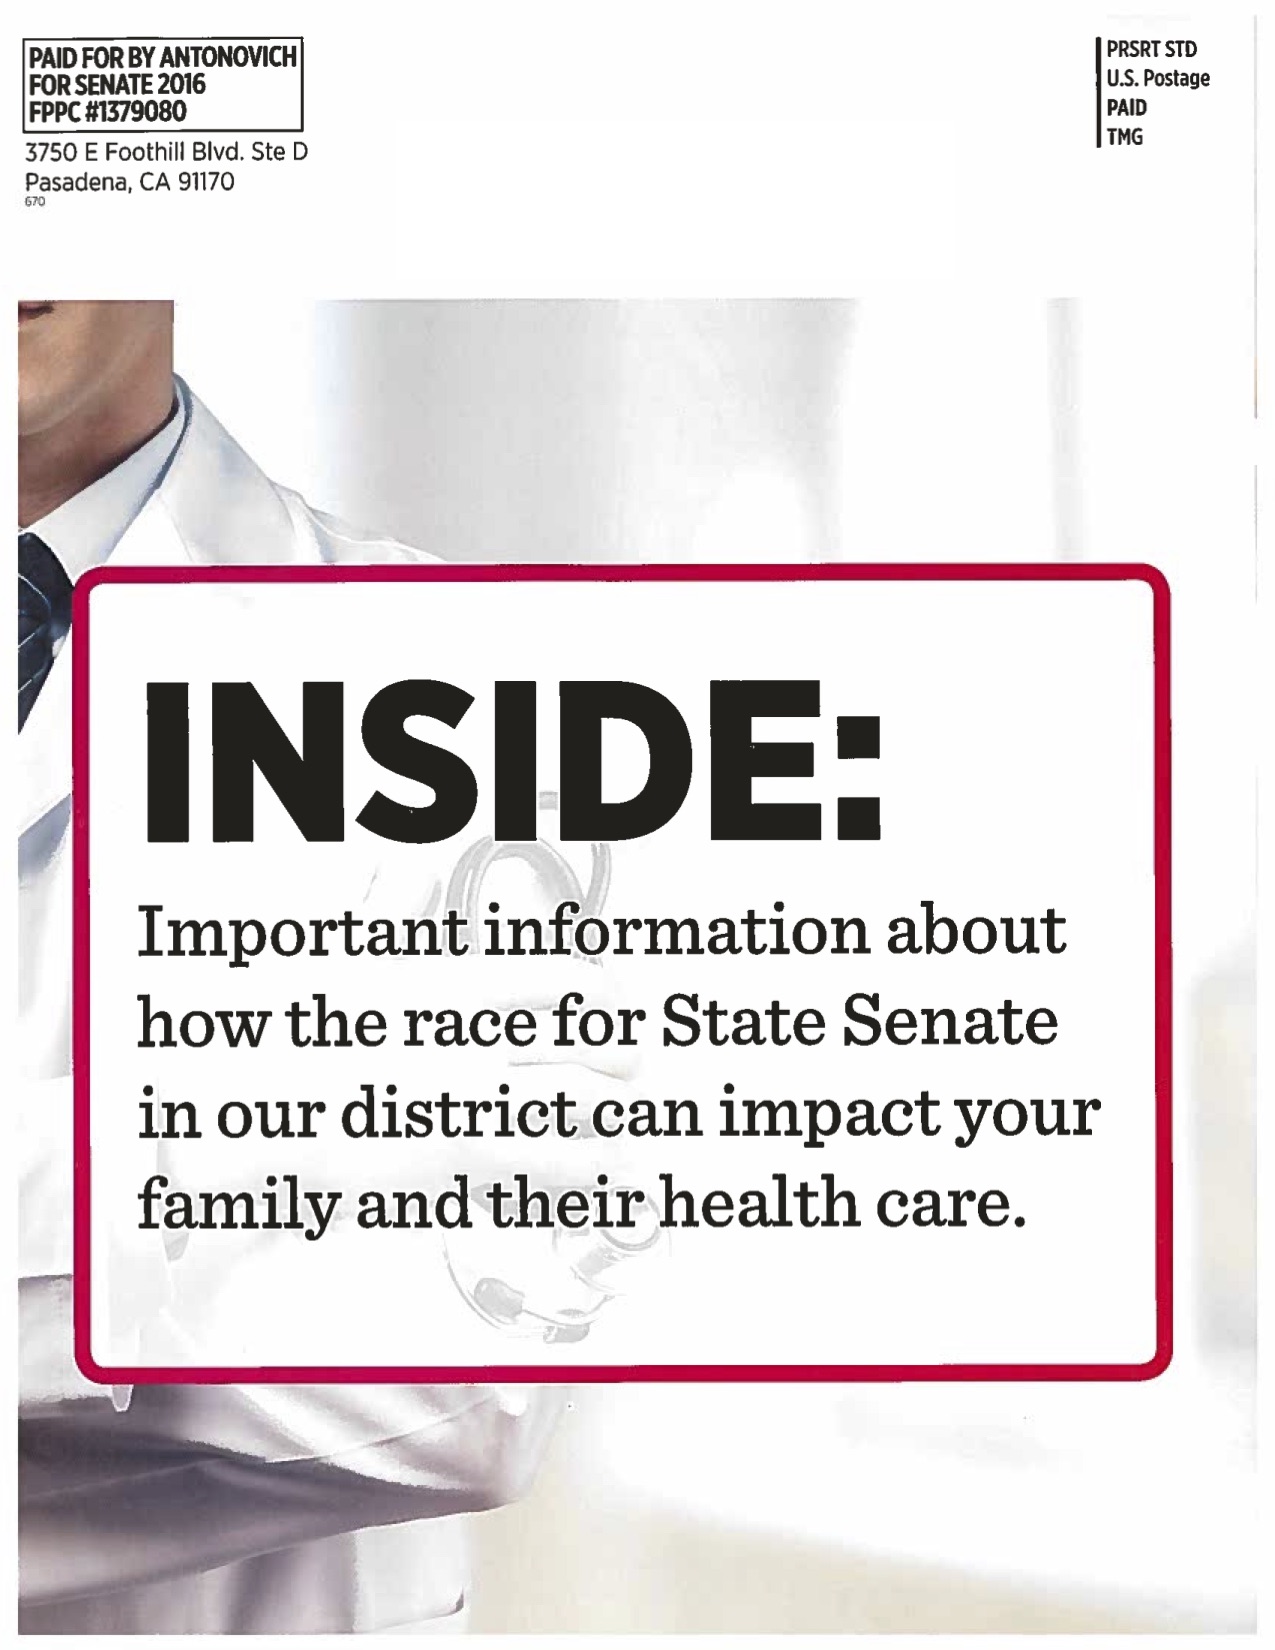 PAID FOR BY ANTONOVICH
FOR SENATE 2016
FPPC #1379080
3750 E Foothill Blvd. Ste D
Pasadena, CA 91170
670
PRSRT STD
U.S. Postage
PAID
TMG
INSIDE:
Important information about
how the race for State Senate
in our district can impact your
family and their health care.